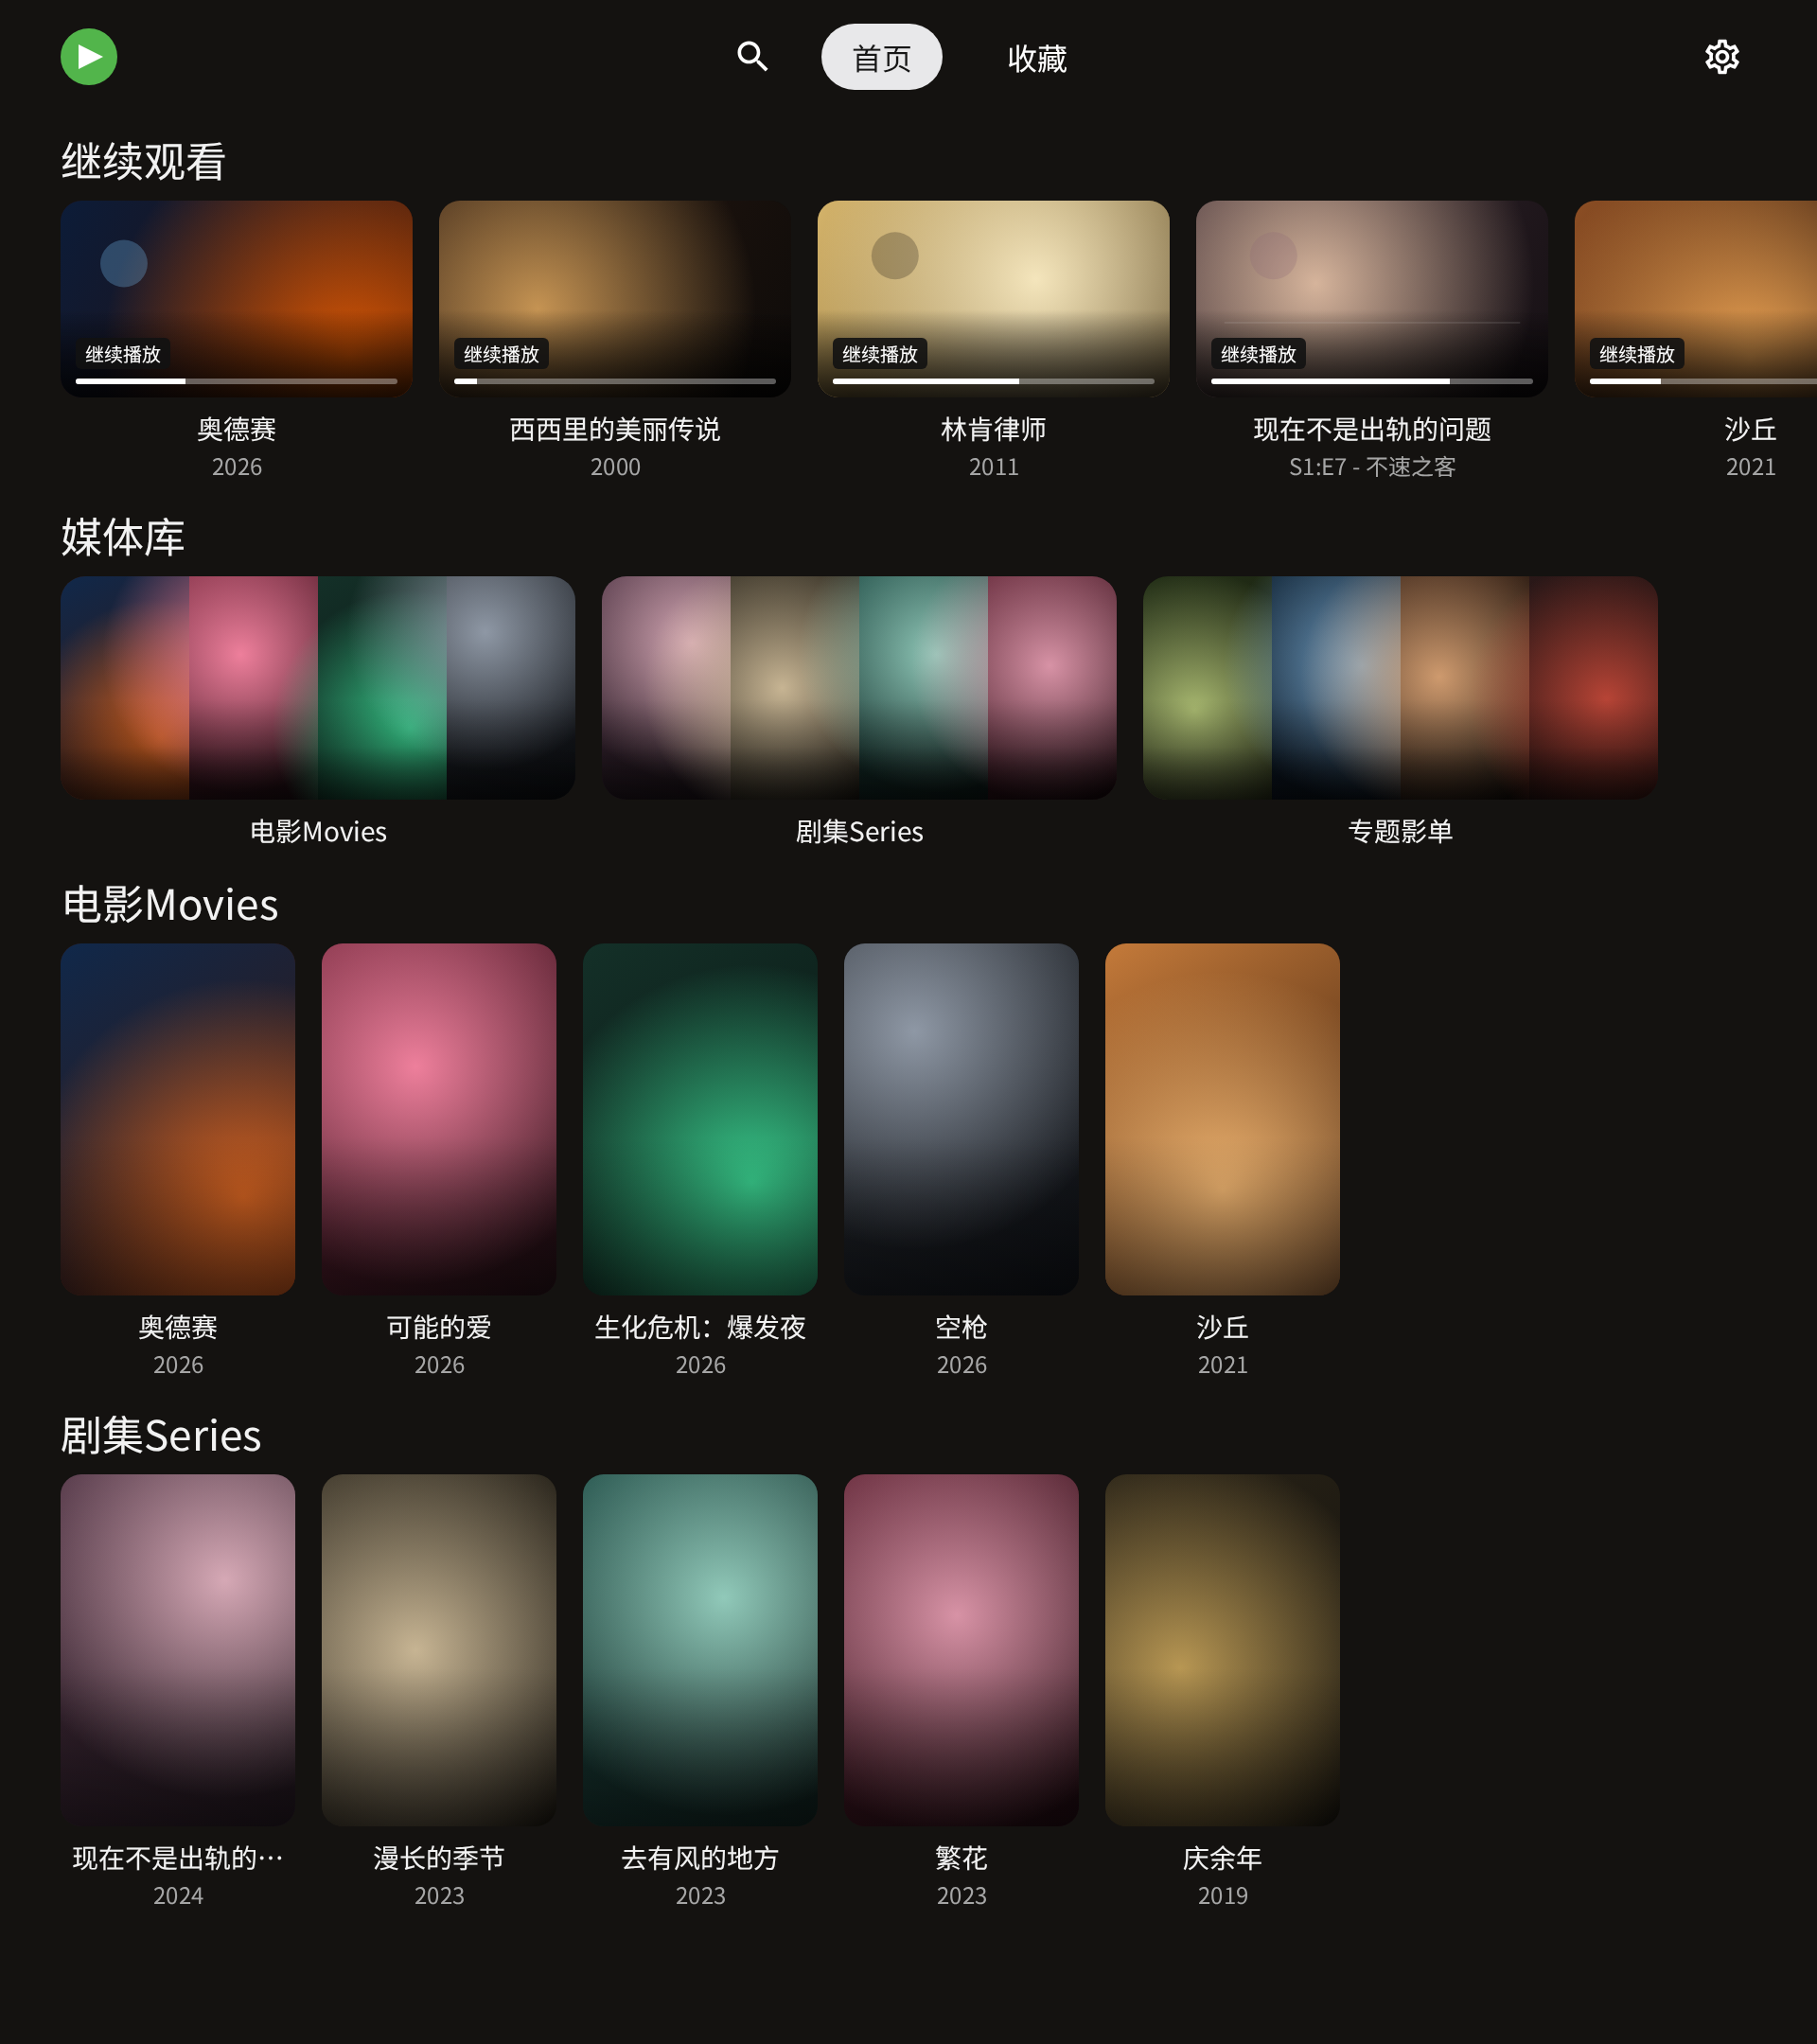 首页
收藏
继续观看
继续播放
继续播放
继续播放
继续播放
继续播放
奥德赛
西西里的美丽传说
林肯律师
现在不是出轨的问题
沙丘
2026
2000
2011
S1:E7 - 不速之客
2021
媒体库
电影Movies
剧集Series
专题影单
电影Movies
奥德赛
可能的爱
生化危机：爆发夜
空枪
沙丘
2026
2026
2026
2026
2021
剧集Series
现在不是出轨的…
漫长的季节
去有风的地方
繁花
庆余年
2024
2023
2023
2023
2019